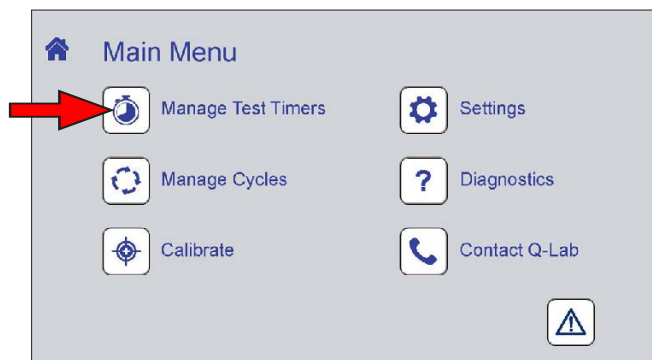 Main Menu
Manage Test Timers
Settings
Manage Cycles
?
Diagnostics
Calibrate
Contact Q-Lab